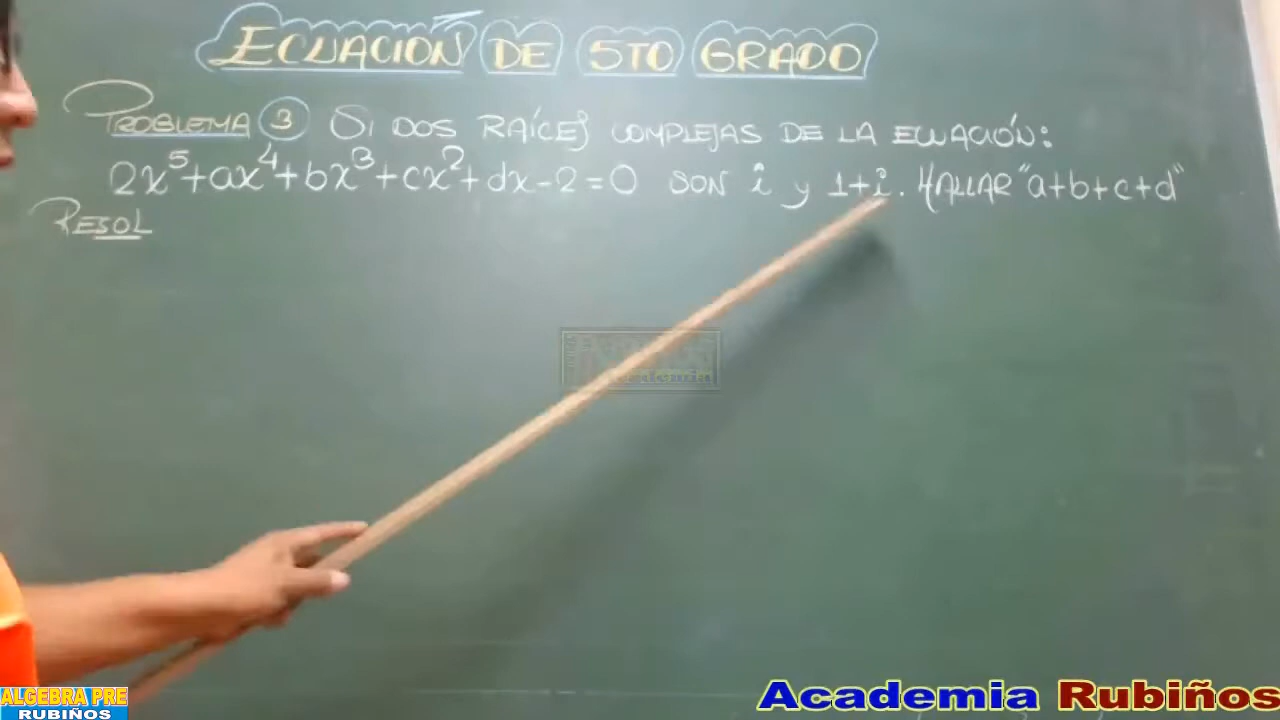 ECUACIÓN DE 5TO GRADO
PROBLEMA 3 SI DOS RAÍCES COMPLEJAS DE LA ECUACIÓN:
2x⁵+ax⁴+bx³+cx²+dx-2=0 SON i y 1+i. HALLAR "a+b+c+d"
RESOL
ALGEBRA PRE
RUBIÑOS
Academia Rubiños